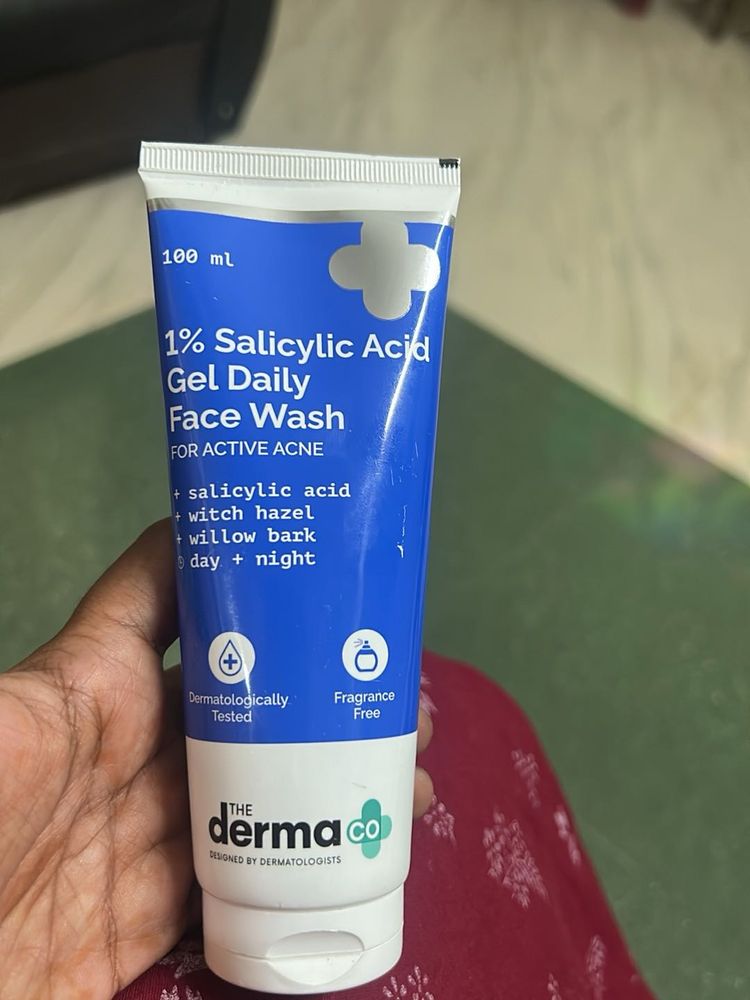 100 ml
1% Salicylic Acid
Gel Daily
Face Wash
FOR ACTIVE ACNE
+ salicylic acid
+ witch hazel
+ willow bark
day + night
Dermatologically
Tested
Fragrance
Free
THE
derma co
DESIGNED BY DERMATOLOGISTS